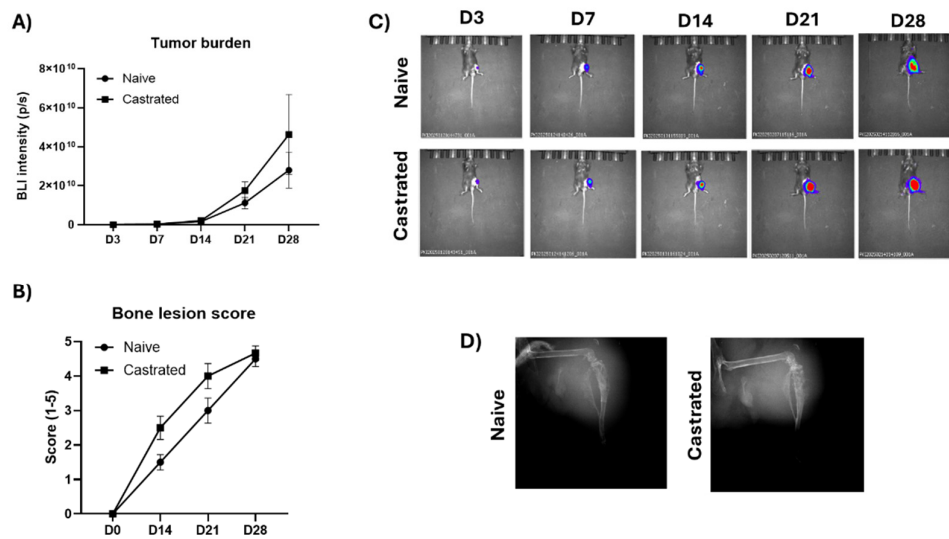 A)
Tumor burden
8×10¹⁰
6×10¹⁰
4×10¹⁰
2×10¹⁰
0
BLI intensity (p/s)
Naive
Castrated
D3 D7 D14 D21 D28
B)
Bone lesion score
5
4
3
2
1
0
Score (1-5)
Naive
Castrated
D0 D14 D21 D28
C)
D3 D7 D14 D21 D28
Naive
Castrated
D)
Naive
Castrated